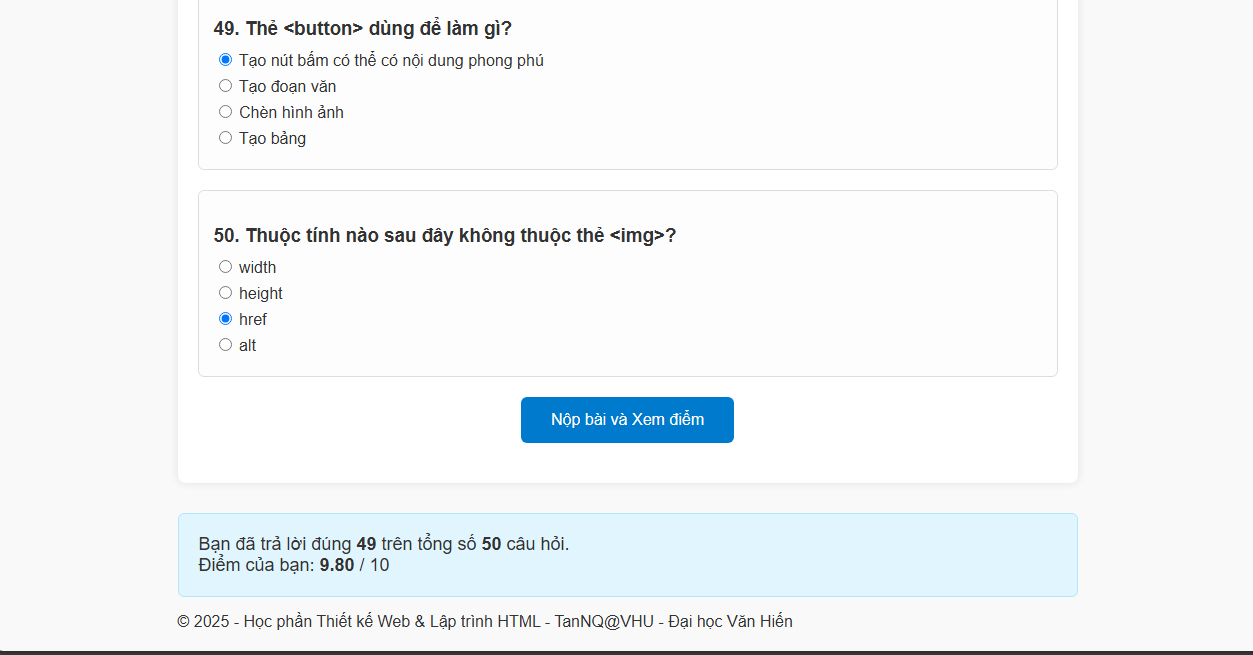 49. Thẻ <button> dùng để làm gì?
Tạo nút bấm có thể có nội dung phong phú
Tạo đoạn văn
Chèn hình ảnh
Tạo bảng
50. Thuộc tính nào sau đây không thuộc thẻ <img>?
width
height
href
alt
Nộp bài và Xem điểm
Bạn đã trả lời đúng 49 trên tổng số 50 câu hỏi.
Điểm của bạn: 9.80 / 10
© 2025 - Học phần Thiết kế Web & Lập trình HTML - TanNQ@VHU - Đại học Văn Hiến